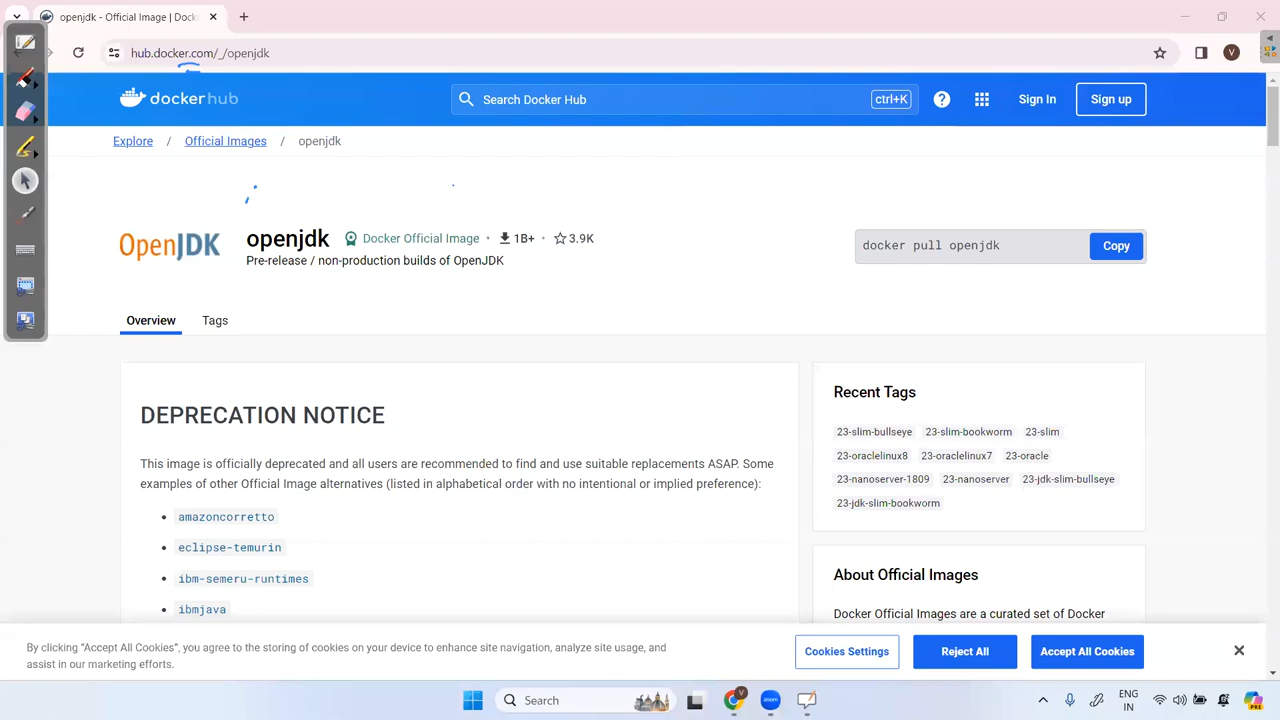 openjdk - Official Image | Dock
hub.docker.com/_/openjdk
dockerhub
Search Docker Hub
ctrl+K
Sign In
Sign up
Explore / Official Images / openjdk
OpenJDK
openjdk
Docker Official Image • 1B+ • 3.9K
Pre-release / non-production builds of OpenJDK
docker pull openjdk
Copy
Overview
Tags
DEPRECATION NOTICE
This image is officially deprecated and all users are recommended to find and use suitable replacements ASAP. Some
examples of other Official Image alternatives (listed in alphabetical order with no intentional or implied preference):
• amazoncorretto
• eclipse-temurin
• ibm-semeru-runtimes
• ibmjava
Recent Tags
23-slim-bullseye 23-slim-bookworm 23-slim
23-oraclelinux8 23-oraclelinux7 23-oracle
23-nanoserver-1809 23-nanoserver 23-jdk-slim-bullseye
23-jdk-slim-bookworm
About Official Images
Docker Official Images are a curated set of Docker
By clicking "Accept All Cookies", you agree to the storing of cookies on your device to enhance site navigation, analyze site usage, and
assist in our marketing efforts.
Cookies Settings
Reject All
Accept All Cookies
Search
zoom
V
ENG
IN
PRE